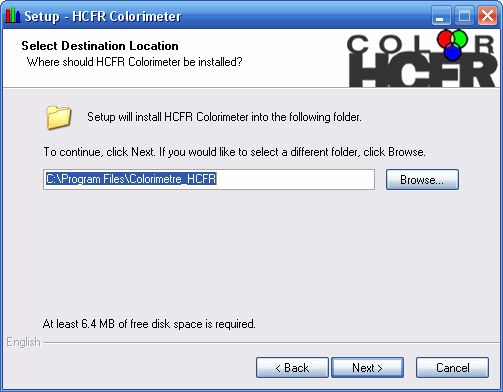 Setup - HCFR Colorimeter
Select Destination Location
Where should HCFR Colorimeter be installed?
COLOR
HCFR
Setup will install HCFR Colorimeter into the following folder.
To continue, click Next. If you would like to select a different folder, click Browse.
C:\Program Files\Colorimetre_HCFR
Browse...
At least 6.4 MB of free disk space is required.
English
< Back
Next >
Cancel